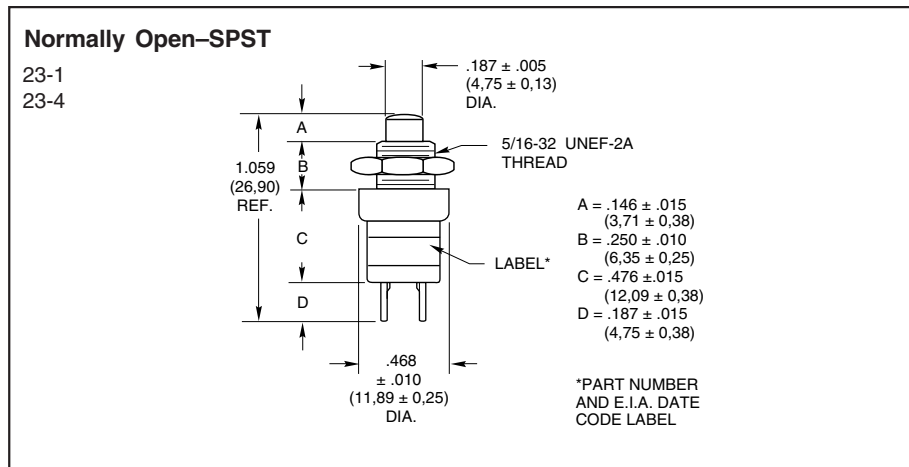 Normally Open–SPST
23-1
23-4
.187 ± .005
(4,75 ± 0,13)
DIA.
A
5/16-32 UNEF-2A
THREAD
1.059
(26,90)
REF.
B
A = .146 ± .015
(3,71 ± 0,38)
B = .250 ± .010
(6,35 ± 0,25)
C = .476 ±.015
(12,09 ± 0,38)
D = .187 ± .015
(4,75 ± 0,38)
C
LABEL*
D
.468
± .010
(11,89 ± 0,25)
DIA.
*PART NUMBER
AND E.I.A. DATE
CODE LABEL